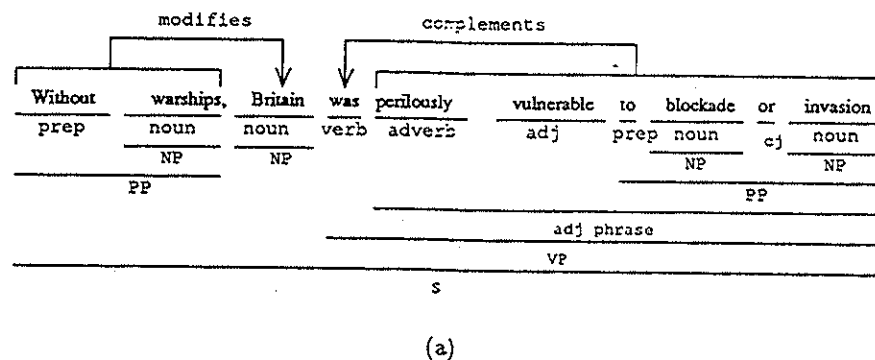 modifies complements
Without warships, Britain was perilously vulnerable to blockade or invasion
prep noun noun verb adverb adj prep noun cj noun
NP NP NP NP
PP PP
adj phrase
VP
S
(a)